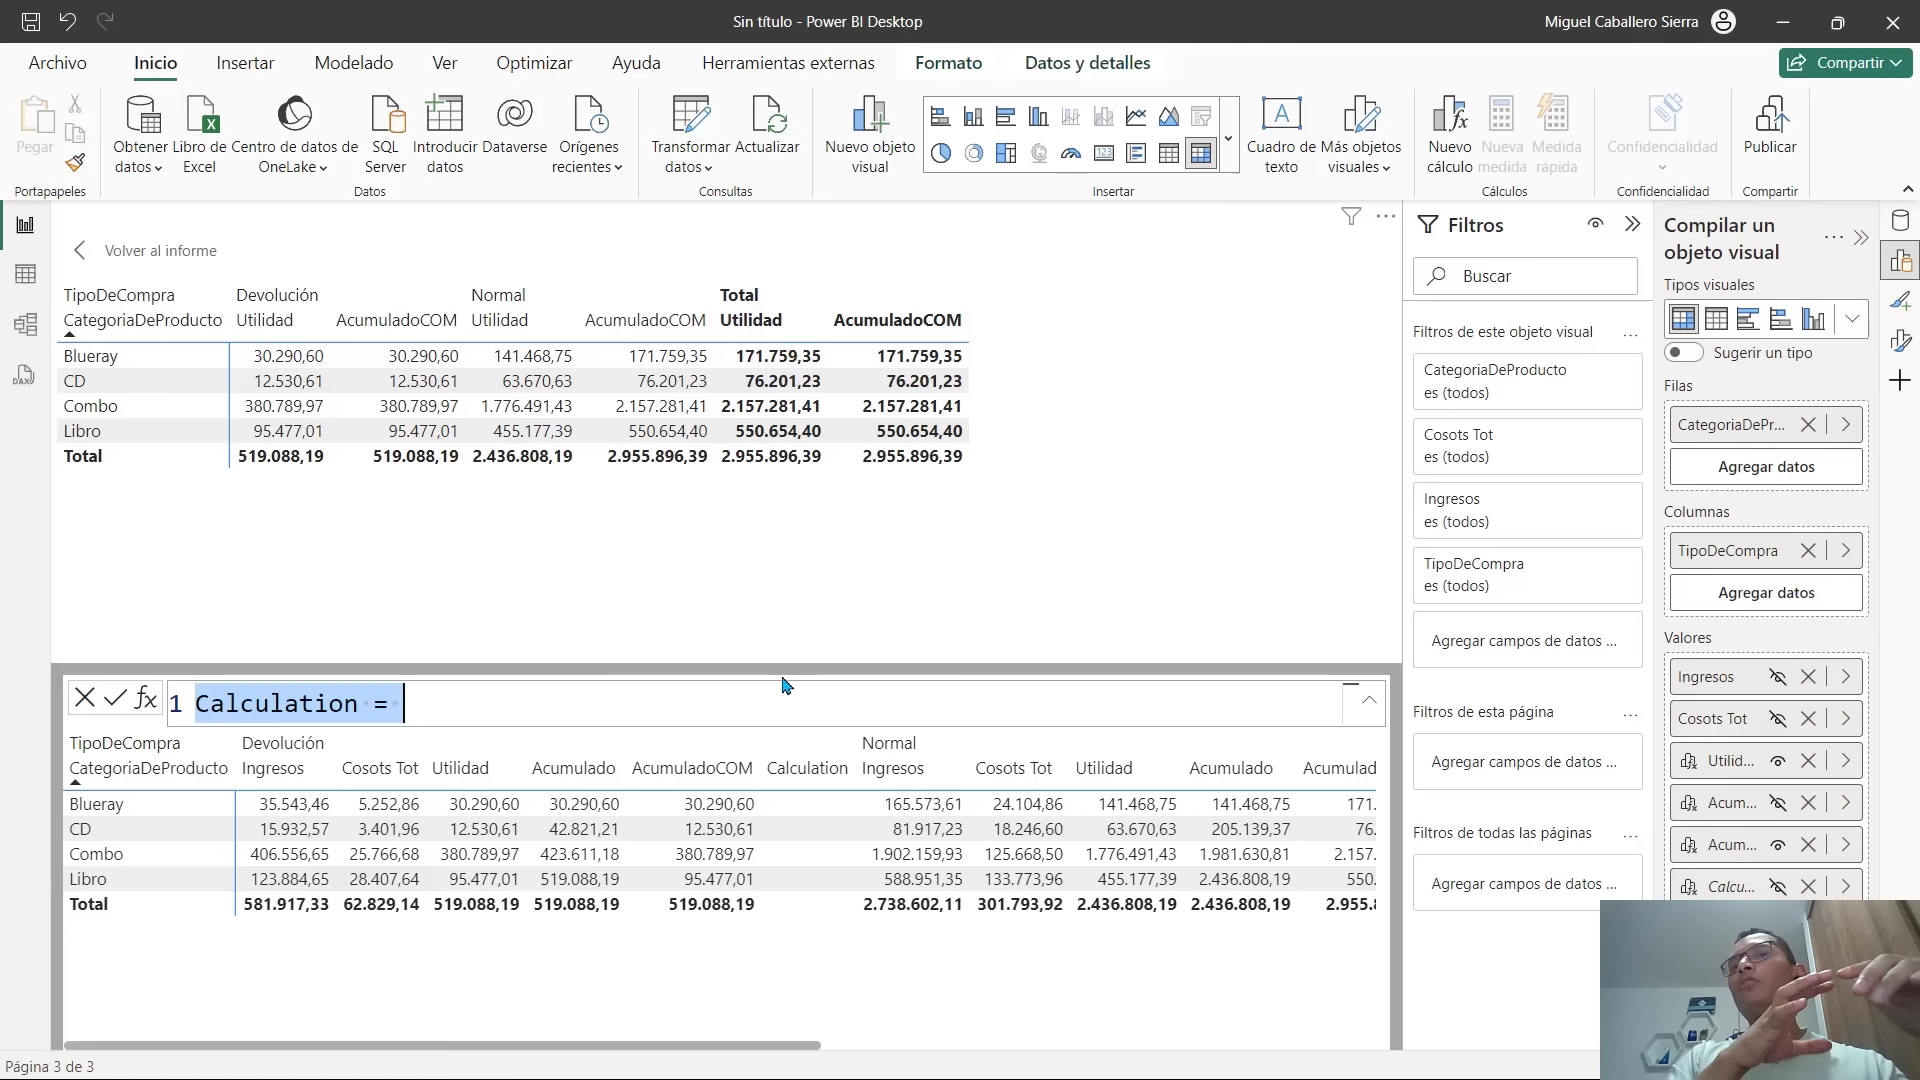 Sin título - Power BI Desktop
Miguel Caballero Sierra
Archivo Inicio Insertar Modelado Ver Optimizar Ayuda Herramientas externas Formato Datos y detalles
Compartir
Pegar
Obtener datos
Libro de Excel
Centro de datos de OneLake
SQL Server
Introducir datos
Dataverse
Orígenes recientes
Transformar datos
Actualizar
Nuevo objeto visual
Cuadro de texto
Más objetos visuales
Nuevo cálculo
Nueva medida
Medida rápida
Confidencialidad
Publicar
Portapapeles
Datos
Consultas
Insertar
Cálculos
Confidencialidad
Compartir
Volver al informe
TipoDeCompra Devolución Normal Total
CategoriaDeProducto Utilidad AcumuladoCOM Utilidad AcumuladoCOM Utilidad AcumuladoCOM
Blueray 30.290,60 30.290,60 141.468,75 171.759,35 171.759,35 171.759,35
CD 12.530,61 12.530,61 63.670,63 76.201,23 76.201,23 76.201,23
Combo 380.789,97 380.789,97 1.776.491,43 2.157.281,41 2.157.281,41 2.157.281,41
Libro 95.477,01 95.477,01 455.177,39 550.654,40 550.654,40 550.654,40
Total 519.088,19 519.088,19 2.436.808,19 2.955.896,39 2.955.896,39 2.955.896,39
fx 1 Calculation =
TipoDeCompra Devolución Normal
CategoriaDeProducto Ingresos Cosots Tot Utilidad Acumulado AcumuladoCOM Calculation Ingresos Cosots Tot Utilidad Acumulado Acumulad
Blueray 35.543,46 5.252,86 30.290,60 30.290,60 30.290,60 165.573,61 24.104,86 141.468,75 141.468,75 171.
CD 15.932,57 3.401,96 12.530,61 42.821,21 12.530,61 81.917,23 18.246,60 63.670,63 205.139,37 76.
Combo 406.556,65 25.766,68 380.789,97 423.611,18 380.789,97 1.902.159,93 125.668,50 1.776.491,43 1.981.630,81 2.157.
Libro 123.884,65 28.407,64 95.477,01 519.088,19 95.477,01 588.951,35 133.773,96 455.177,39 2.436.808,19 550.
Total 581.917,33 62.829,14 519.088,19 519.088,19 519.088,19 2.738.602,11 301.793,92 2.436.808,19 2.436.808,19 2.955.8
Página 3 de 3
Filtros
Buscar
Filtros de este objeto visual ...
CategoriaDeProducto
es (todos)
Cosots Tot
es (todos)
Ingresos
es (todos)
TipoDeCompra
es (todos)
Agregar campos de datos ...
Filtros de esta página ...
Agregar campos de datos ...
Filtros de todas las páginas ...
Agregar campos de datos ...
Compilar un
objeto visual
Tipos visuales
Sugerir un tipo
Filas
CategoriaDePr...
Agregar datos
Columnas
TipoDeCompra
Agregar datos
Valores
Ingresos
Cosots Tot
Utilid...
Acum...
Acum...
Calcu...
DAX